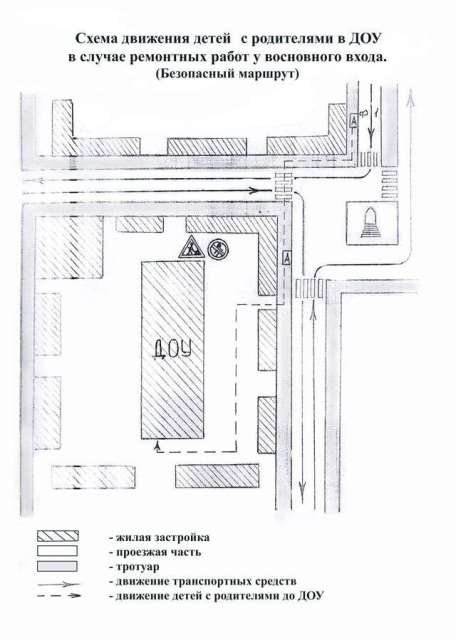 Схема движения детей с родителями в ДОУ
в случае ремонтных работ у восновного входа.
(Безопасный маршрут)
А
А
ДОУ
- жилая застройка
- проезжая часть
- тротуар
- движение транспортных средств
- движение детей с родителями до ДОУ